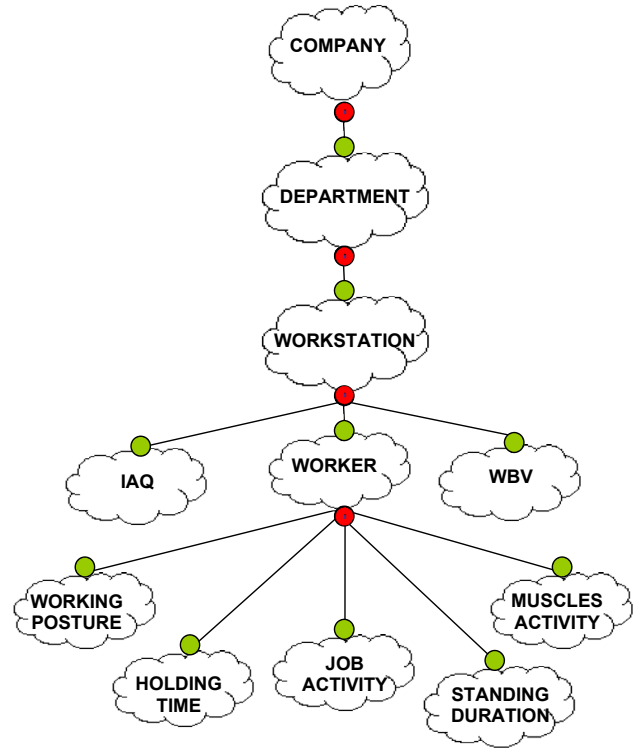 COMPANY
DEPARTMENT
WORKSTATION
IAQ
WORKER
WBV
WORKING
POSTURE
HOLDING
TIME
JOB
ACTIVITY
STANDING
DURATION
MUSCLES
ACTIVITY